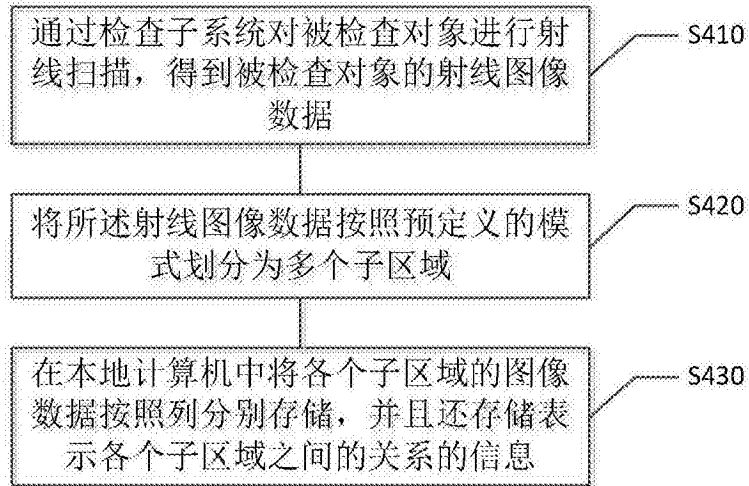 通过检查子系统对被检查对象进行射
线扫描，得到被检查对象的射线图像
数据
S410
将所述射线图像数据按照预定义的模
式划分为多个子区域
S420
在本地计算机中将各个子区域的图像
数据按照列分别存储，并且还存储表
示各个子区域之间的关系的信息
S430